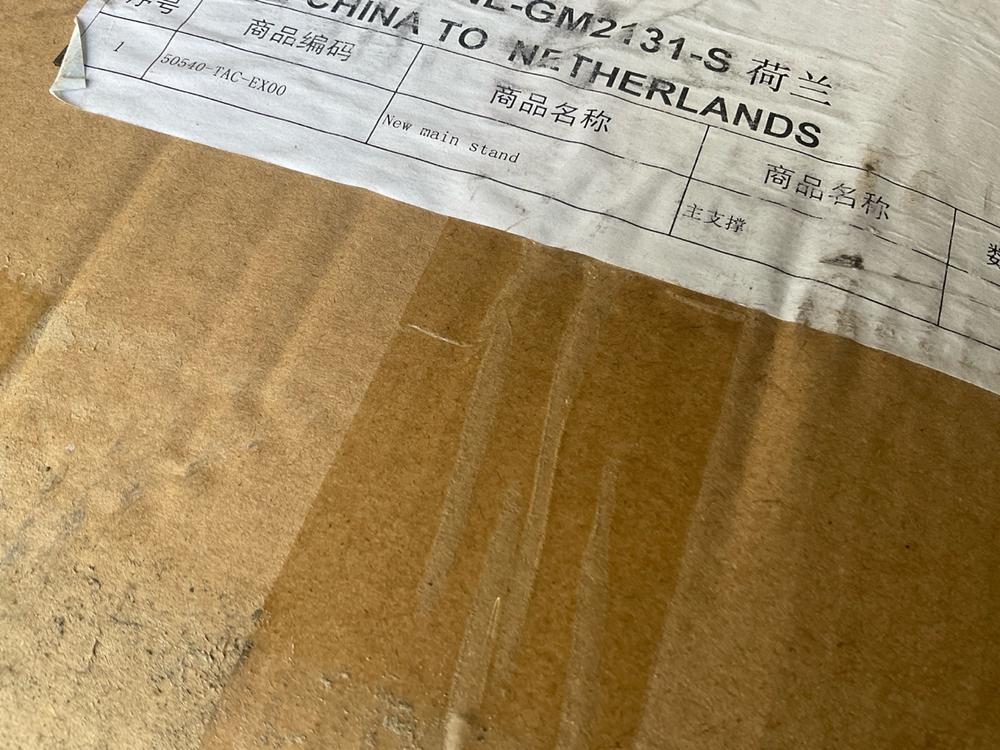 NL-GM2131-S 荷兰
CHINA TO NETHERLANDS
序号 商品编码 商品名称 商品名称 数
1 50540-TAC-EX00 New main stand 主支撑